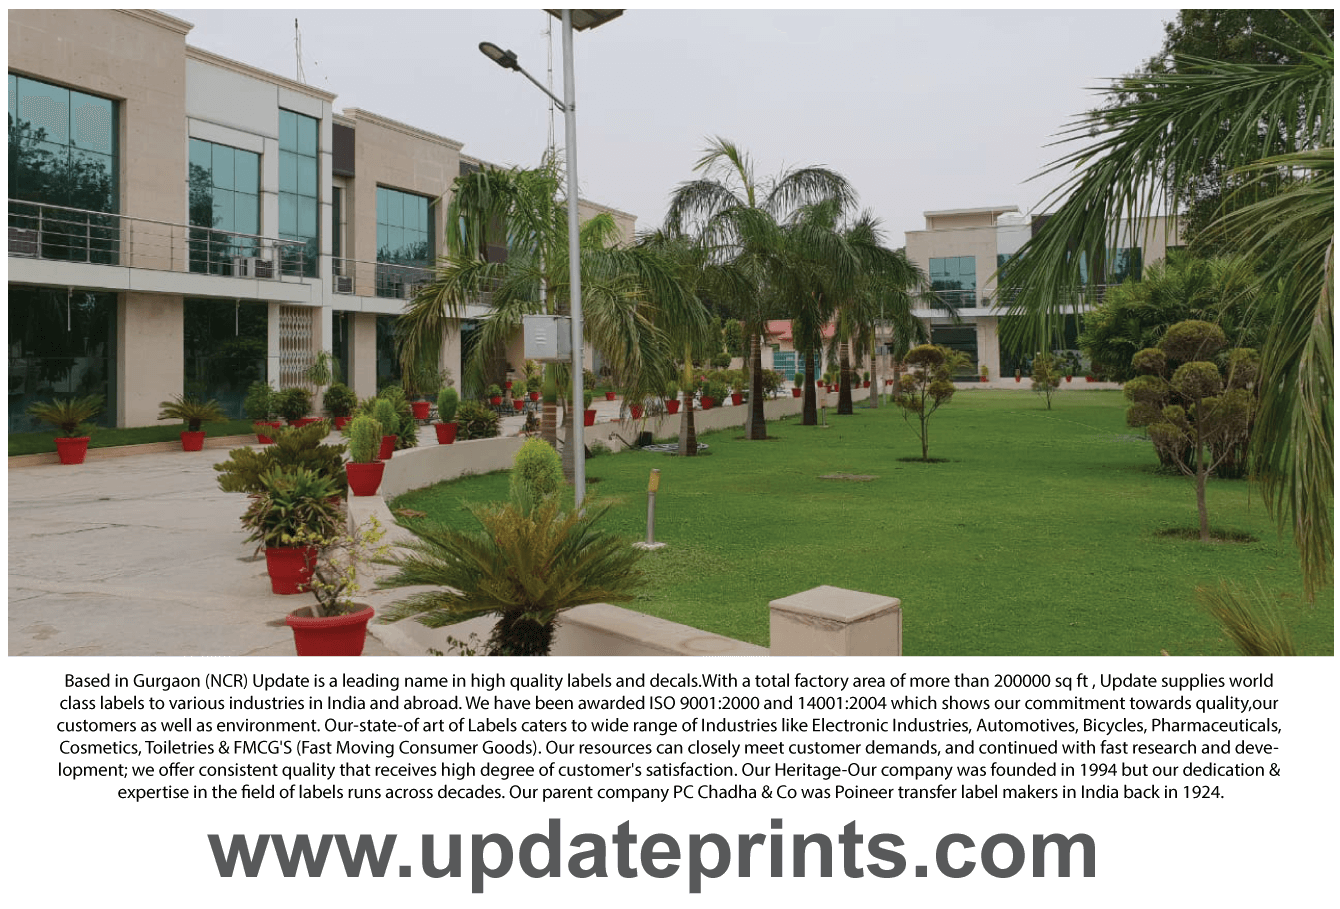 Based in Gurgaon (NCR) Update is a leading name in high quality labels and decals.With a total factory area of more than 200000 sq ft , Update supplies world
class labels to various industries in India and abroad. We have been awarded ISO 9001:2000 and 14001:2004 which shows our commitment towards quality,our
customers as well as environment. Our-state-of art of Labels caters to wide range of Industries like Electronic Industries, Automotives, Bicycles, Pharmaceuticals,
Cosmetics, Toiletries & FMCG'S (Fast Moving Consumer Goods). Our resources can closely meet customer demands, and continued with fast research and deve-
lopment; we offer consistent quality that receives high degree of customer's satisfaction. Our Heritage-Our company was founded in 1994 but our dedication &
expertise in the field of labels runs across decades. Our parent company PC Chadha & Co was Poineer transfer label makers in India back in 1924.
www.updateprints.com